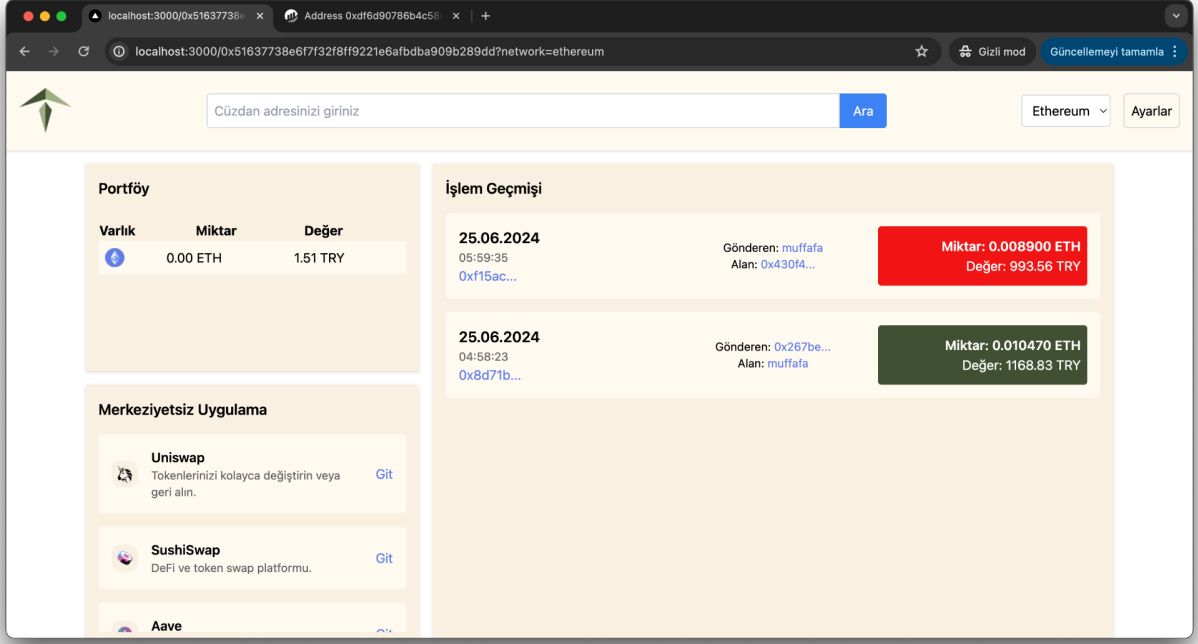 localhost:3000/0x51637738e
Address 0xdf6d90786b4c58
localhost:3000/0x51637738e6f7f32f8ff9221e6afbdba909b289dd?network=ethereum
Gizli mod
Güncellemeyi tamamla
Cüzdan adresinizi giriniz
Ara
Ethereum
Ayarlar
Portföy
Varlık Miktar Değer
0.00 ETH 1.51 TRY
Merkeziyetsiz Uygulama
Uniswap
Tokenlerinizi kolayca değiştirin veya
geri alın.
Git
SushiSwap
DeFi ve token swap platformu.
Git
Aave
Git
İşlem Geçmişi
25.06.2024
05:59:35
0xf15ac...
Gönderen: muffafa
Alan: 0x430f4...
Miktar: 0.008900 ETH
Değer: 993.56 TRY
25.06.2024
04:58:23
0x8d71b...
Gönderen: 0x267be...
Alan: muffafa
Miktar: 0.010470 ETH
Değer: 1168.83 TRY